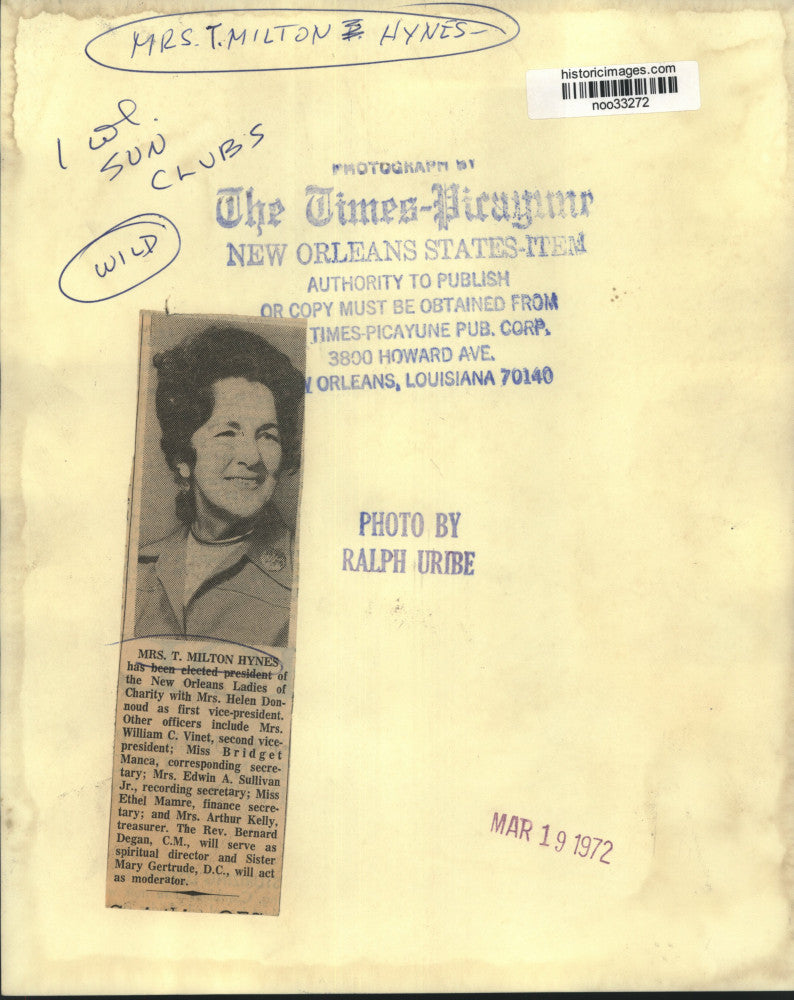 MRS. T. MILTON HYNES
historicimages.com
noo33272
SUN
CLUBS
WILD
PHOTOGRAPH BY
The Times-Picayune
NEW ORLEANS STATES-ITEM
AUTHORITY TO PUBLISH
OR COPY MUST BE OBTAINED FROM
TIMES-PICAYUNE PUB. CORP.
3800 HOWARD AVE.
ORLEANS, LOUISIANA 70140
PHOTO BY
RALPH URIBE
MRS. T. MILTON HYNES
has been elected president of
the New Orleans Ladies of
Charity with Mrs. Helen Don-
noud as first vice-president.
Other officers include Mrs.
William C. Vinet, second vice-
president; Miss Bridget
Manca, corresponding secre-
tary; Mrs. Edwin A. Sullivan
Jr., recording secretary; Miss
Ethel Mamre, finance secre-
tary; and Mrs. Arthur Kelly,
treasurer. The Rev. Bernard
Degan, C.M., will serve as
spiritual director and Sister
Mary Gertrude, D.C., will act
as moderator.
MAR 19 1972